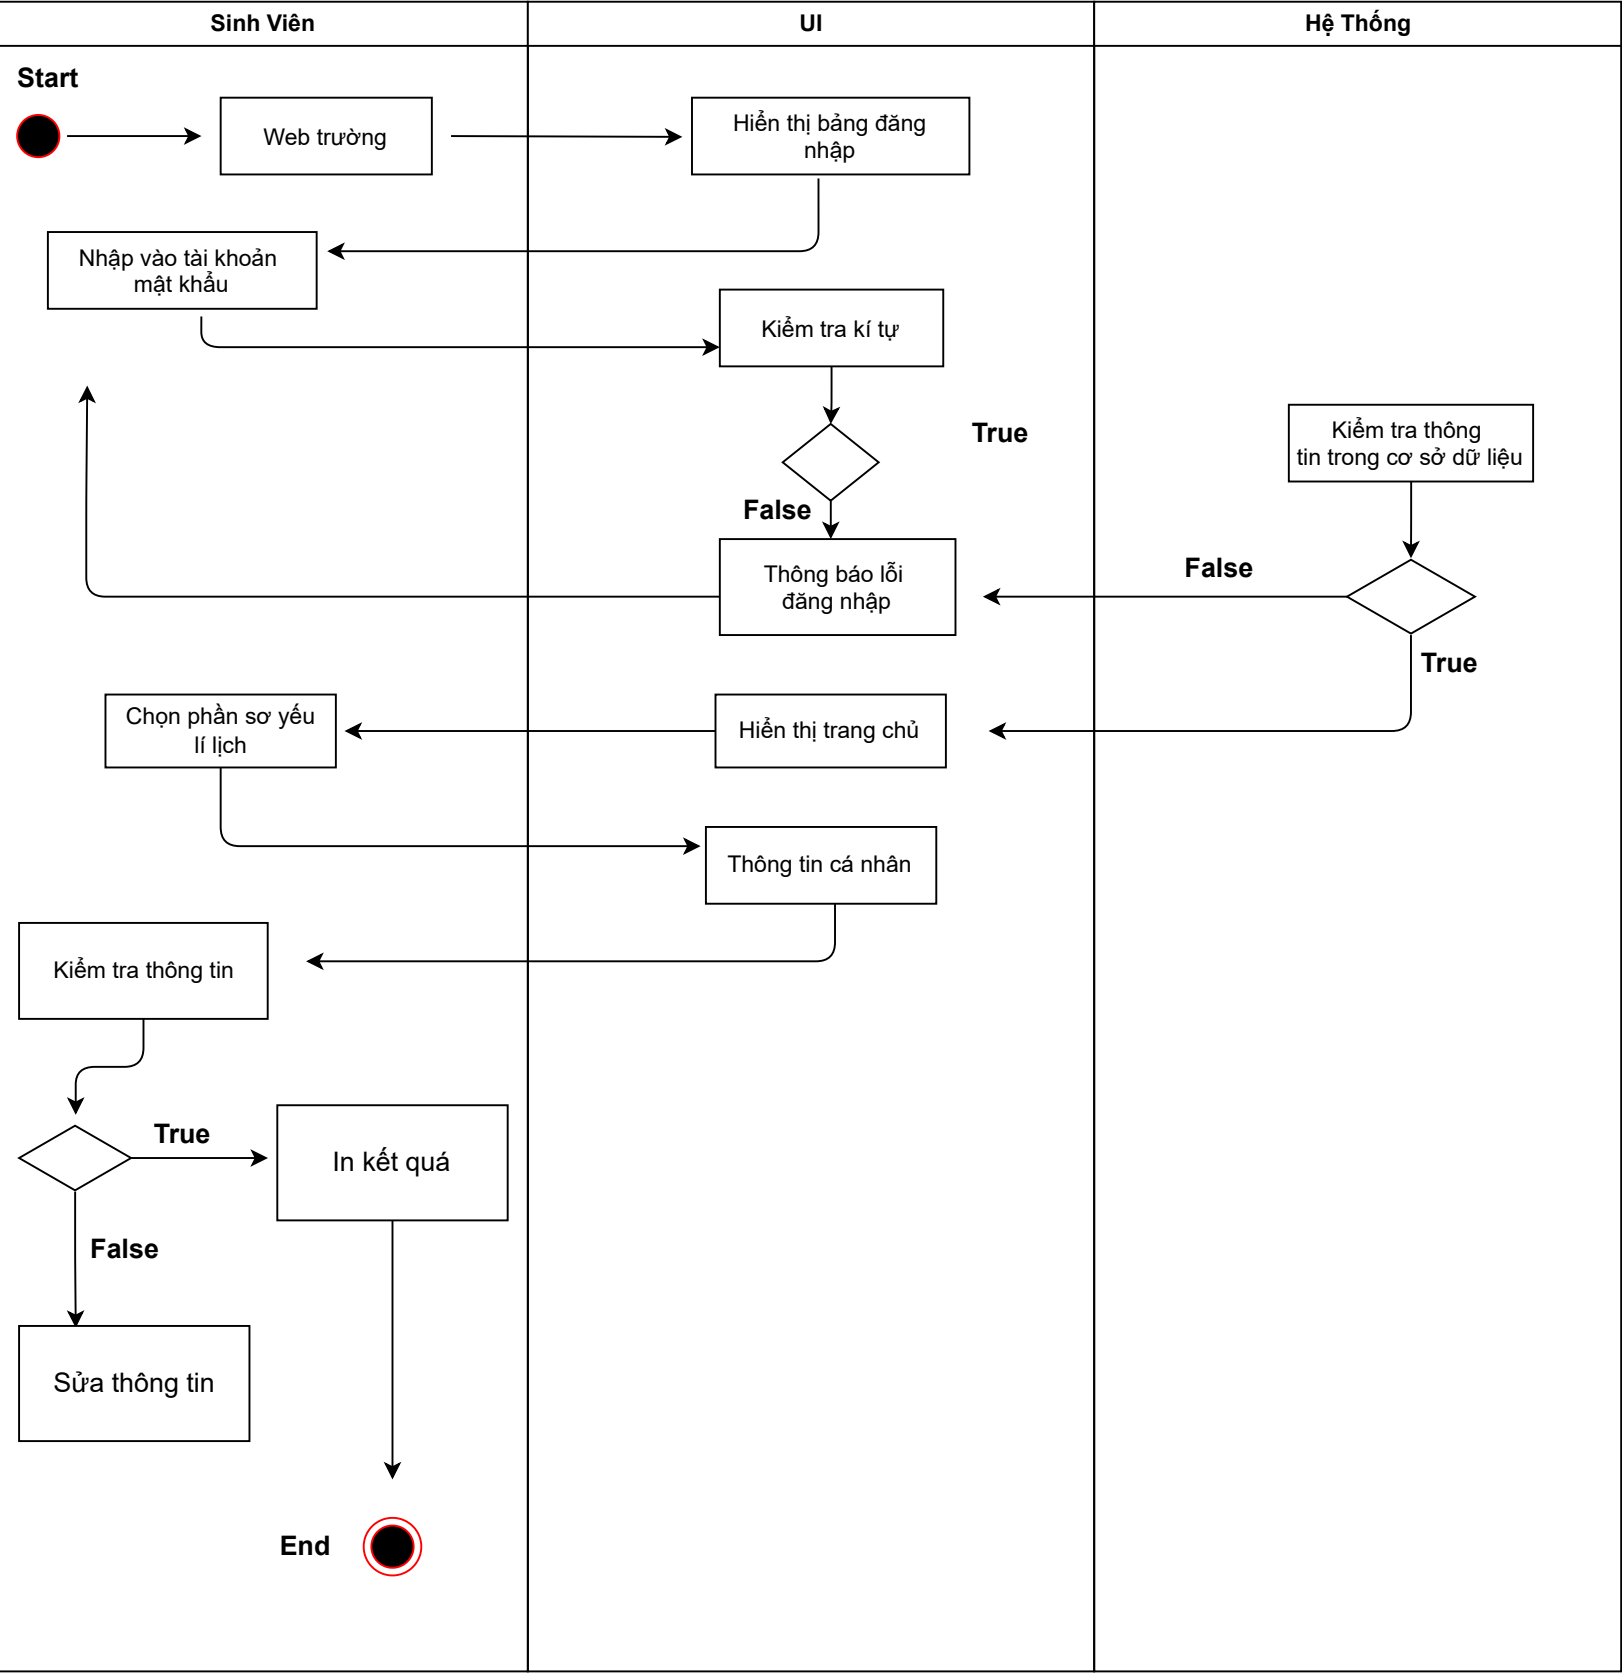 Sinh Viên
UI
Hệ Thống
Start
Web trường
Hiển thị bảng đăng
nhập
Nhập vào tài khoản
mật khẩu
Kiểm tra kí tự
True
Kiểm tra thông
tin trong cơ sở dữ liệu
False
Thông báo lỗi
đăng nhập
False
True
Chọn phần sơ yếu
lí lịch
Hiển thị trang chủ
Thông tin cá nhân
Kiểm tra thông tin
True
In kết quá
False
Sửa thông tin
End